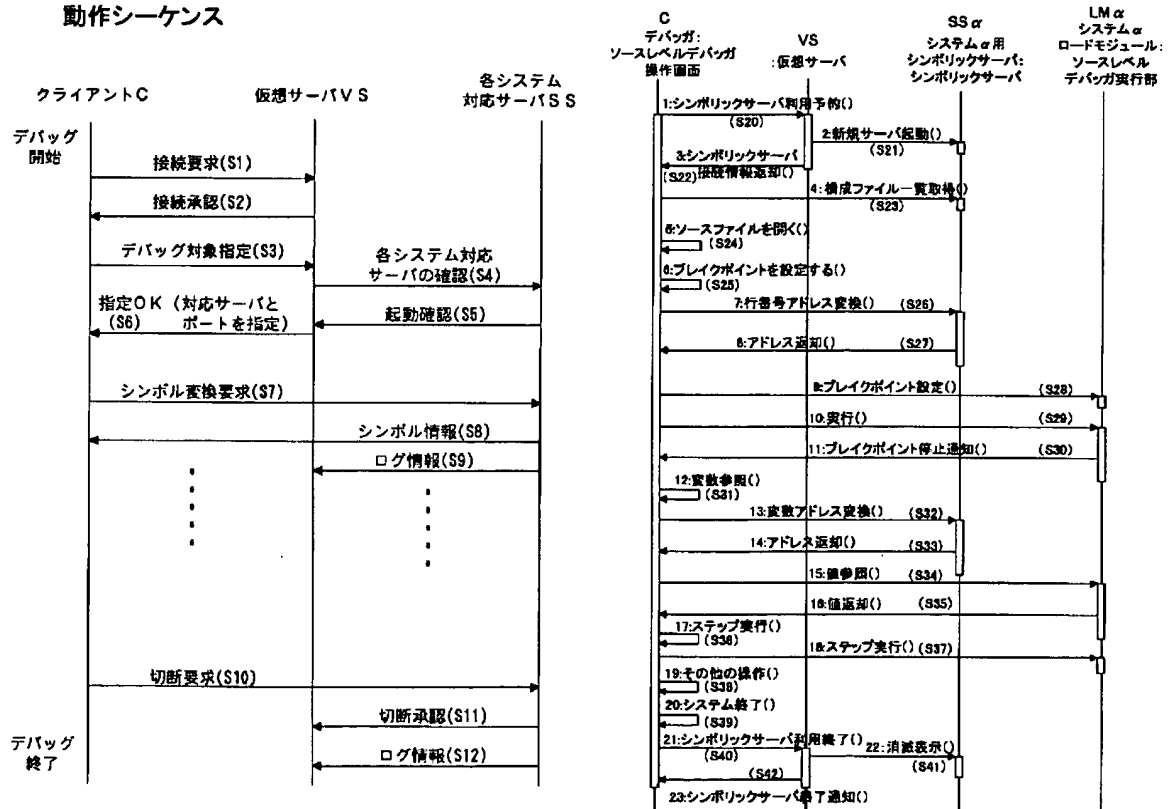 動作シーケンス
クライアントC
仮想サーバVS
各システム
対応サーバSS
デバッグ
開始
接続要求(S1)
接続承認(S2)
デバッグ対象指定(S3)
各システム対応
サーバの確認(S4)
指定OK(対応サーバと
(S6) ポートを指定)
起動確認(S5)
シンボル変換要求(S7)
シンボル情報(S8)
ログ情報(S9)
切断要求(S10)
切断承認(S11)
デバッグ
終了
ログ情報(S12)
C
デバッガ:
ソースレベルデバッガ
操作画面
VS
:仮想サーバ
SSα
システムα用
シンボリックサーバ:
シンボリックサーバ
LMα
システムα
ロードモジュール:
ソースレベル
デバッガ実行部
1:シンボリックサーバ利用予約()
(S20)
2:新規サーバ起動()
(S21)
3:シンボリックサーバ
(S22)接続情報返却()
4:構成ファイル一覧取得()
(S23)
5:ソースファイルを開く()
(S24)
6:ブレイクポイントを設定する()
(S25)
7:行番号アドレス変換() (S26)
8:アドレス返却() (S27)
9:ブレイクポイント設定() (S28)
10:実行() (S29)
11:ブレイクポイント停止通知() (S30)
12:変数参照()
(S31)
13:変数アドレス変換() (S32)
14:アドレス返却() (S33)
15:値参照() (S34)
16:値返却() (S35)
17:ステップ実行()
(S36)
18:ステップ実行() (S37)
19:その他の操作()
(S38)
20:システム終了()
(S39)
21:シンボリックサーバ利用終了()
(S40)
22:消滅表示()
(S41)
(S42)
23:シンボリックサーバ終了通知()